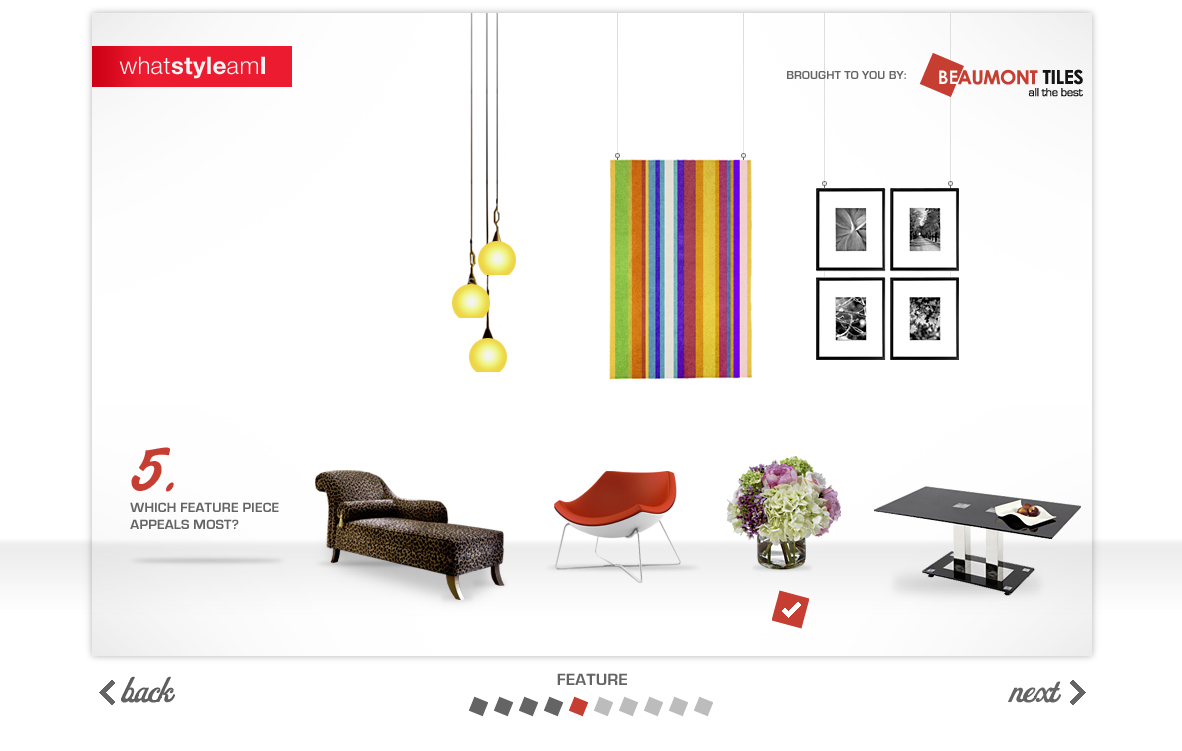 whatstyleamI
BROUGHT TO YOU BY:
BEAUMONT TILES
all the best
5.
WHICH FEATURE PIECE
APPEALS MOST?
back
FEATURE
next